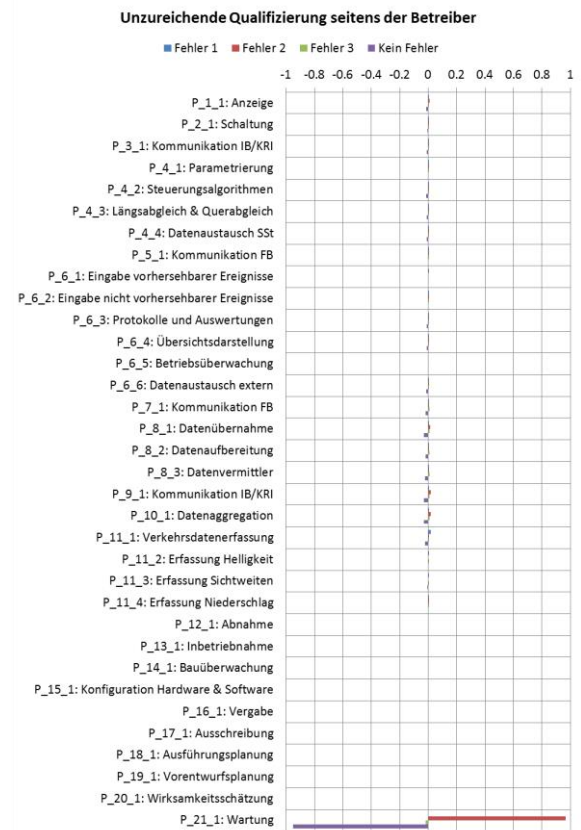 Unzureichende Qualifizierung seitens der Betreiber
Fehler 1 Fehler 2 Fehler 3 Kein Fehler
-1 -0.8 -0.6 -0.4 -0.2 0 0.2 0.4 0.6 0.8 1
P_1_1: Anzeige
P_2_1: Schaltung
P_3_1: Kommunikation IB/KRI
P_4_1: Parametrierung
P_4_2: Steuerungsalgorithmen
P_4_3: Längsabgleich & Querabgleich
P_4_4: Datenaustausch SSt
P_5_1: Kommunikation FB
P_6_1: Eingabe vorhersehbarer Ereignisse
P_6_2: Eingabe nicht vorhersehbarer Ereignisse
P_6_3: Protokolle und Auswertungen
P_6_4: Übersichtsdarstellung
P_6_5: Betriebsüberwachung
P_6_6: Datenaustausch extern
P_7_1: Kommunikation FB
P_8_1: Datenübernahme
P_8_2: Datenaufbereitung
P_8_3: Datenvermittler
P_9_1: Kommunikation IB/KRI
P_10_1: Datenaggregation
P_11_1: Verkehrsdatenerfassung
P_11_2: Erfassung Helligkeit
P_11_3: Erfassung Sichtweiten
P_11_4: Erfassung Niederschlag
P_12_1: Abnahme
P_13_1: Inbetriebnahme
P_14_1: Bauüberwachung
P_15_1: Konfiguration Hardware & Software
P_16_1: Vergabe
P_17_1: Ausschreibung
P_18_1: Ausführungsplanung
P_19_1: Vorentwurfsplanung
P_20_1: Wirksamkeitsschätzung
P_21_1: Wartung